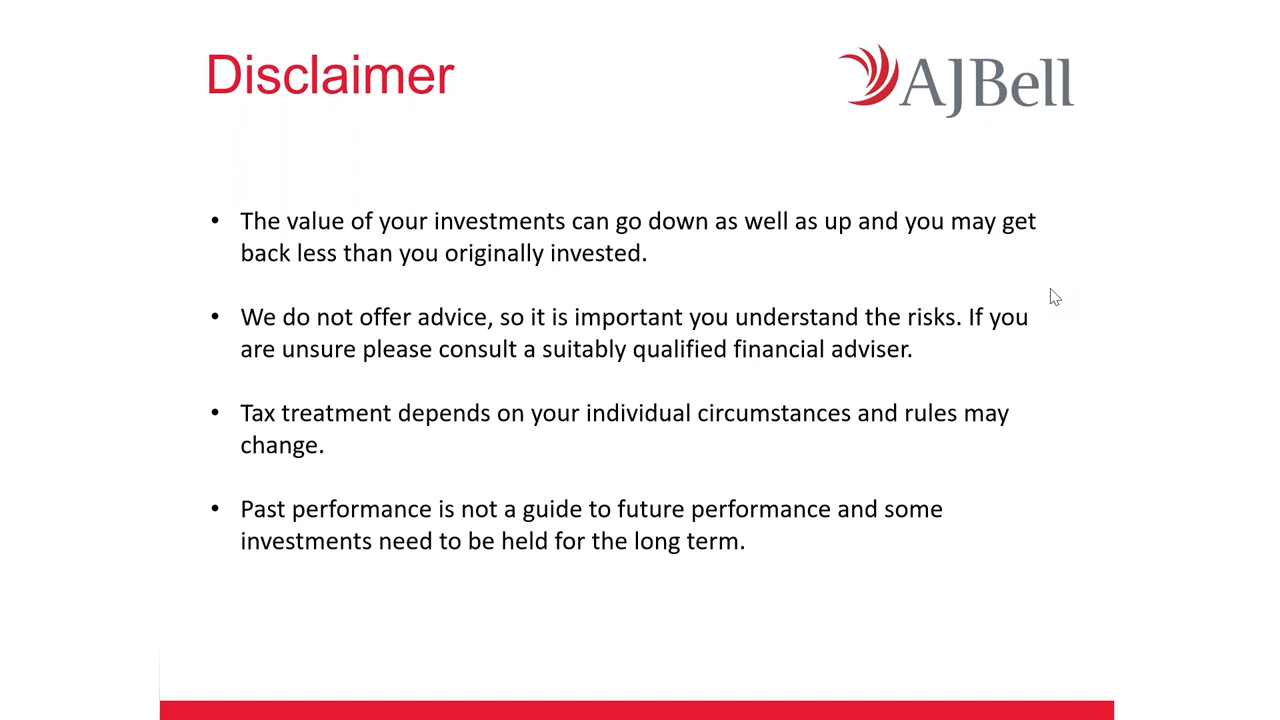 Disclaimer
AJBell
• The value of your investments can go down as well as up and you may get
back less than you originally invested.
• We do not offer advice, so it is important you understand the risks. If you
are unsure please consult a suitably qualified financial adviser.
• Tax treatment depends on your individual circumstances and rules may
change.
• Past performance is not a guide to future performance and some
investments need to be held for the long term.